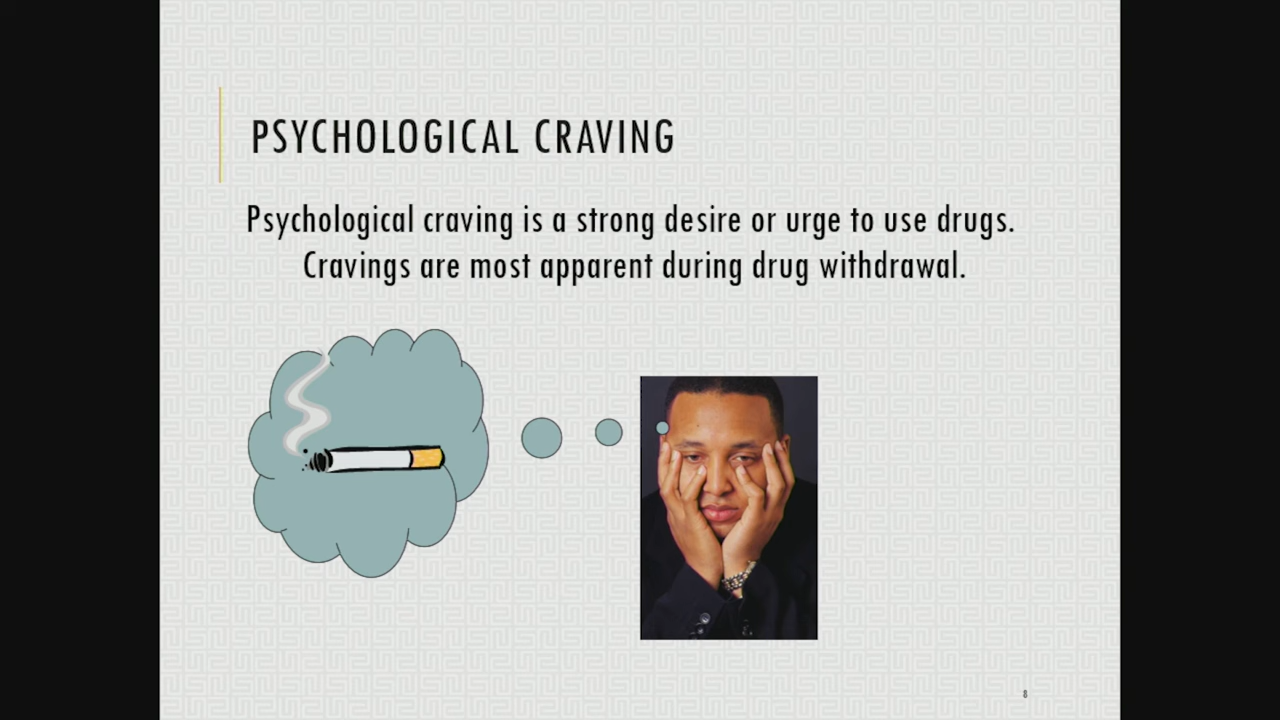 PSYCHOLOGICAL CRAVING
Psychological craving is a strong desire or urge to use drugs.
Cravings are most apparent during drug withdrawal.
8